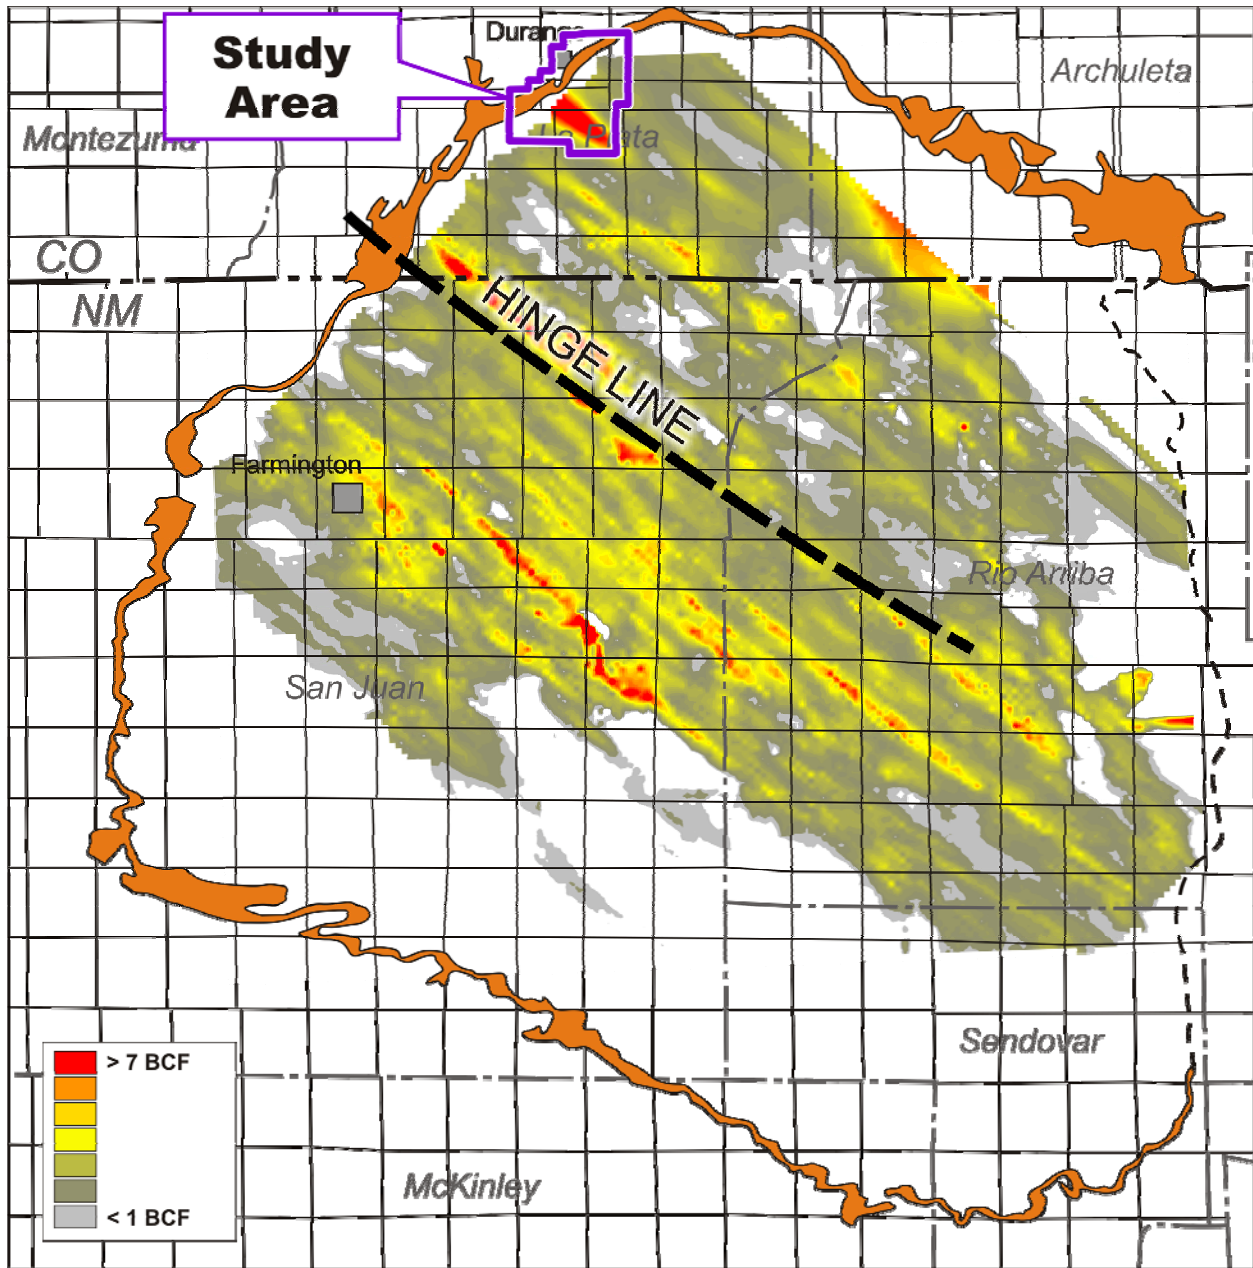 Durang
Study
Area
Archuleta
Montezuma
La Plata
CO
NM
HINGE LINE
Farmington
Rio Arriba
San Juan
Sendovar
> 7 BCF
McKinley
< 1 BCF